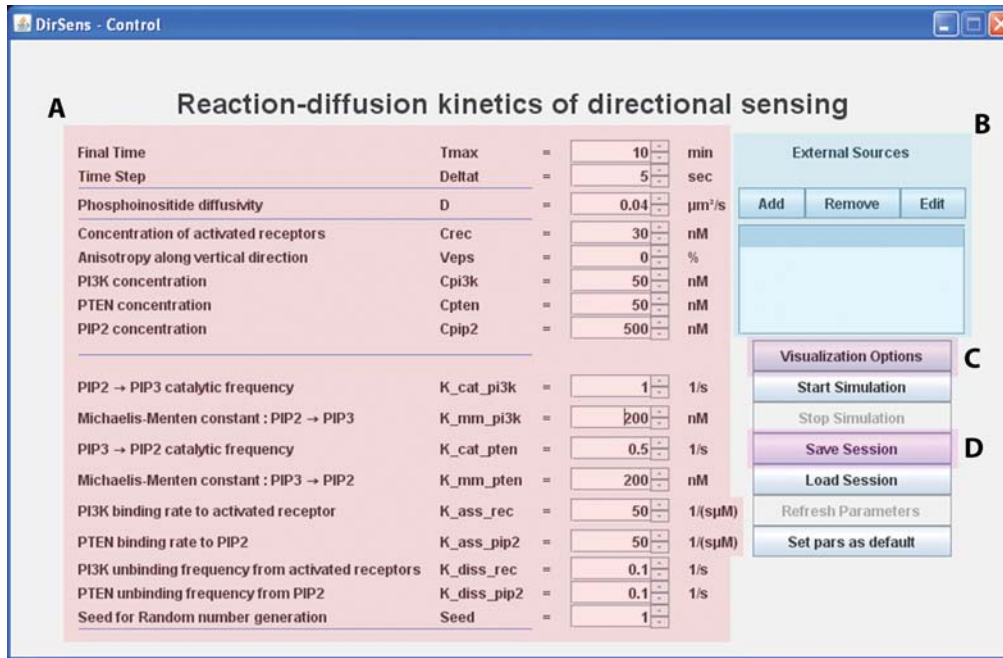 DirSens - Control
A
Reaction-diffusion kinetics of directional sensing
B
Final Time Tmax = 10 min
Time Step Deltat = 5 sec
Phosphoinositide diffusivity D = 0.04 µm²/s
Concentration of activated receptors Crec = 30 nM
Anisotropy along vertical direction Veps = 0 %
PI3K concentration Cpi3k = 50 nM
PTEN concentration Cpten = 50 nM
PIP2 concentration Cpip2 = 500 nM
PIP2 → PIP3 catalytic frequency K_cat_pi3k = 1 1/s
Michaelis-Menten constant : PIP2 → PIP3 K_mm_pi3k = 200 nM
PIP3 → PIP2 catalytic frequency K_cat_pten = 0.5 1/s
Michaelis-Menten constant : PIP3 → PIP2 K_mm_pten = 200 nM
PI3K binding rate to activated receptor K_ass_rec = 50 1/(sµM)
PTEN binding rate to PIP2 K_ass_pip2 = 50 1/(sµM)
PI3K unbinding frequency from activated receptors K_diss_rec = 0.1 1/s
PTEN unbinding frequency from PIP2 K_diss_pip2 = 0.1 1/s
Seed for Random number generation Seed = 1
External Sources
Add Remove Edit
Visualization Options C
Start Simulation
Stop Simulation
Save Session D
Load Session
Refresh Parameters
Set pars as default